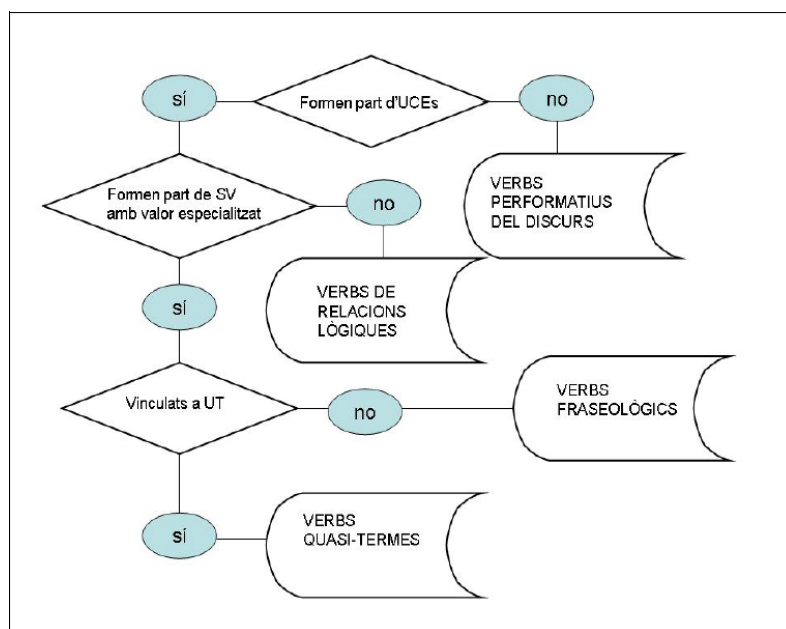 sí
Formen part d'UCEs
no
Formen part de SV
amb valor especialitzat
no
VERBS
PERFORMATIUS
DEL DISCURS
sí
VERBS DE
RELACIONS
LÒGIQUES
Vinculats a UT
no
VERBS
FRASEOLÒGICS
sí
VERBS
QUASI-TERMES